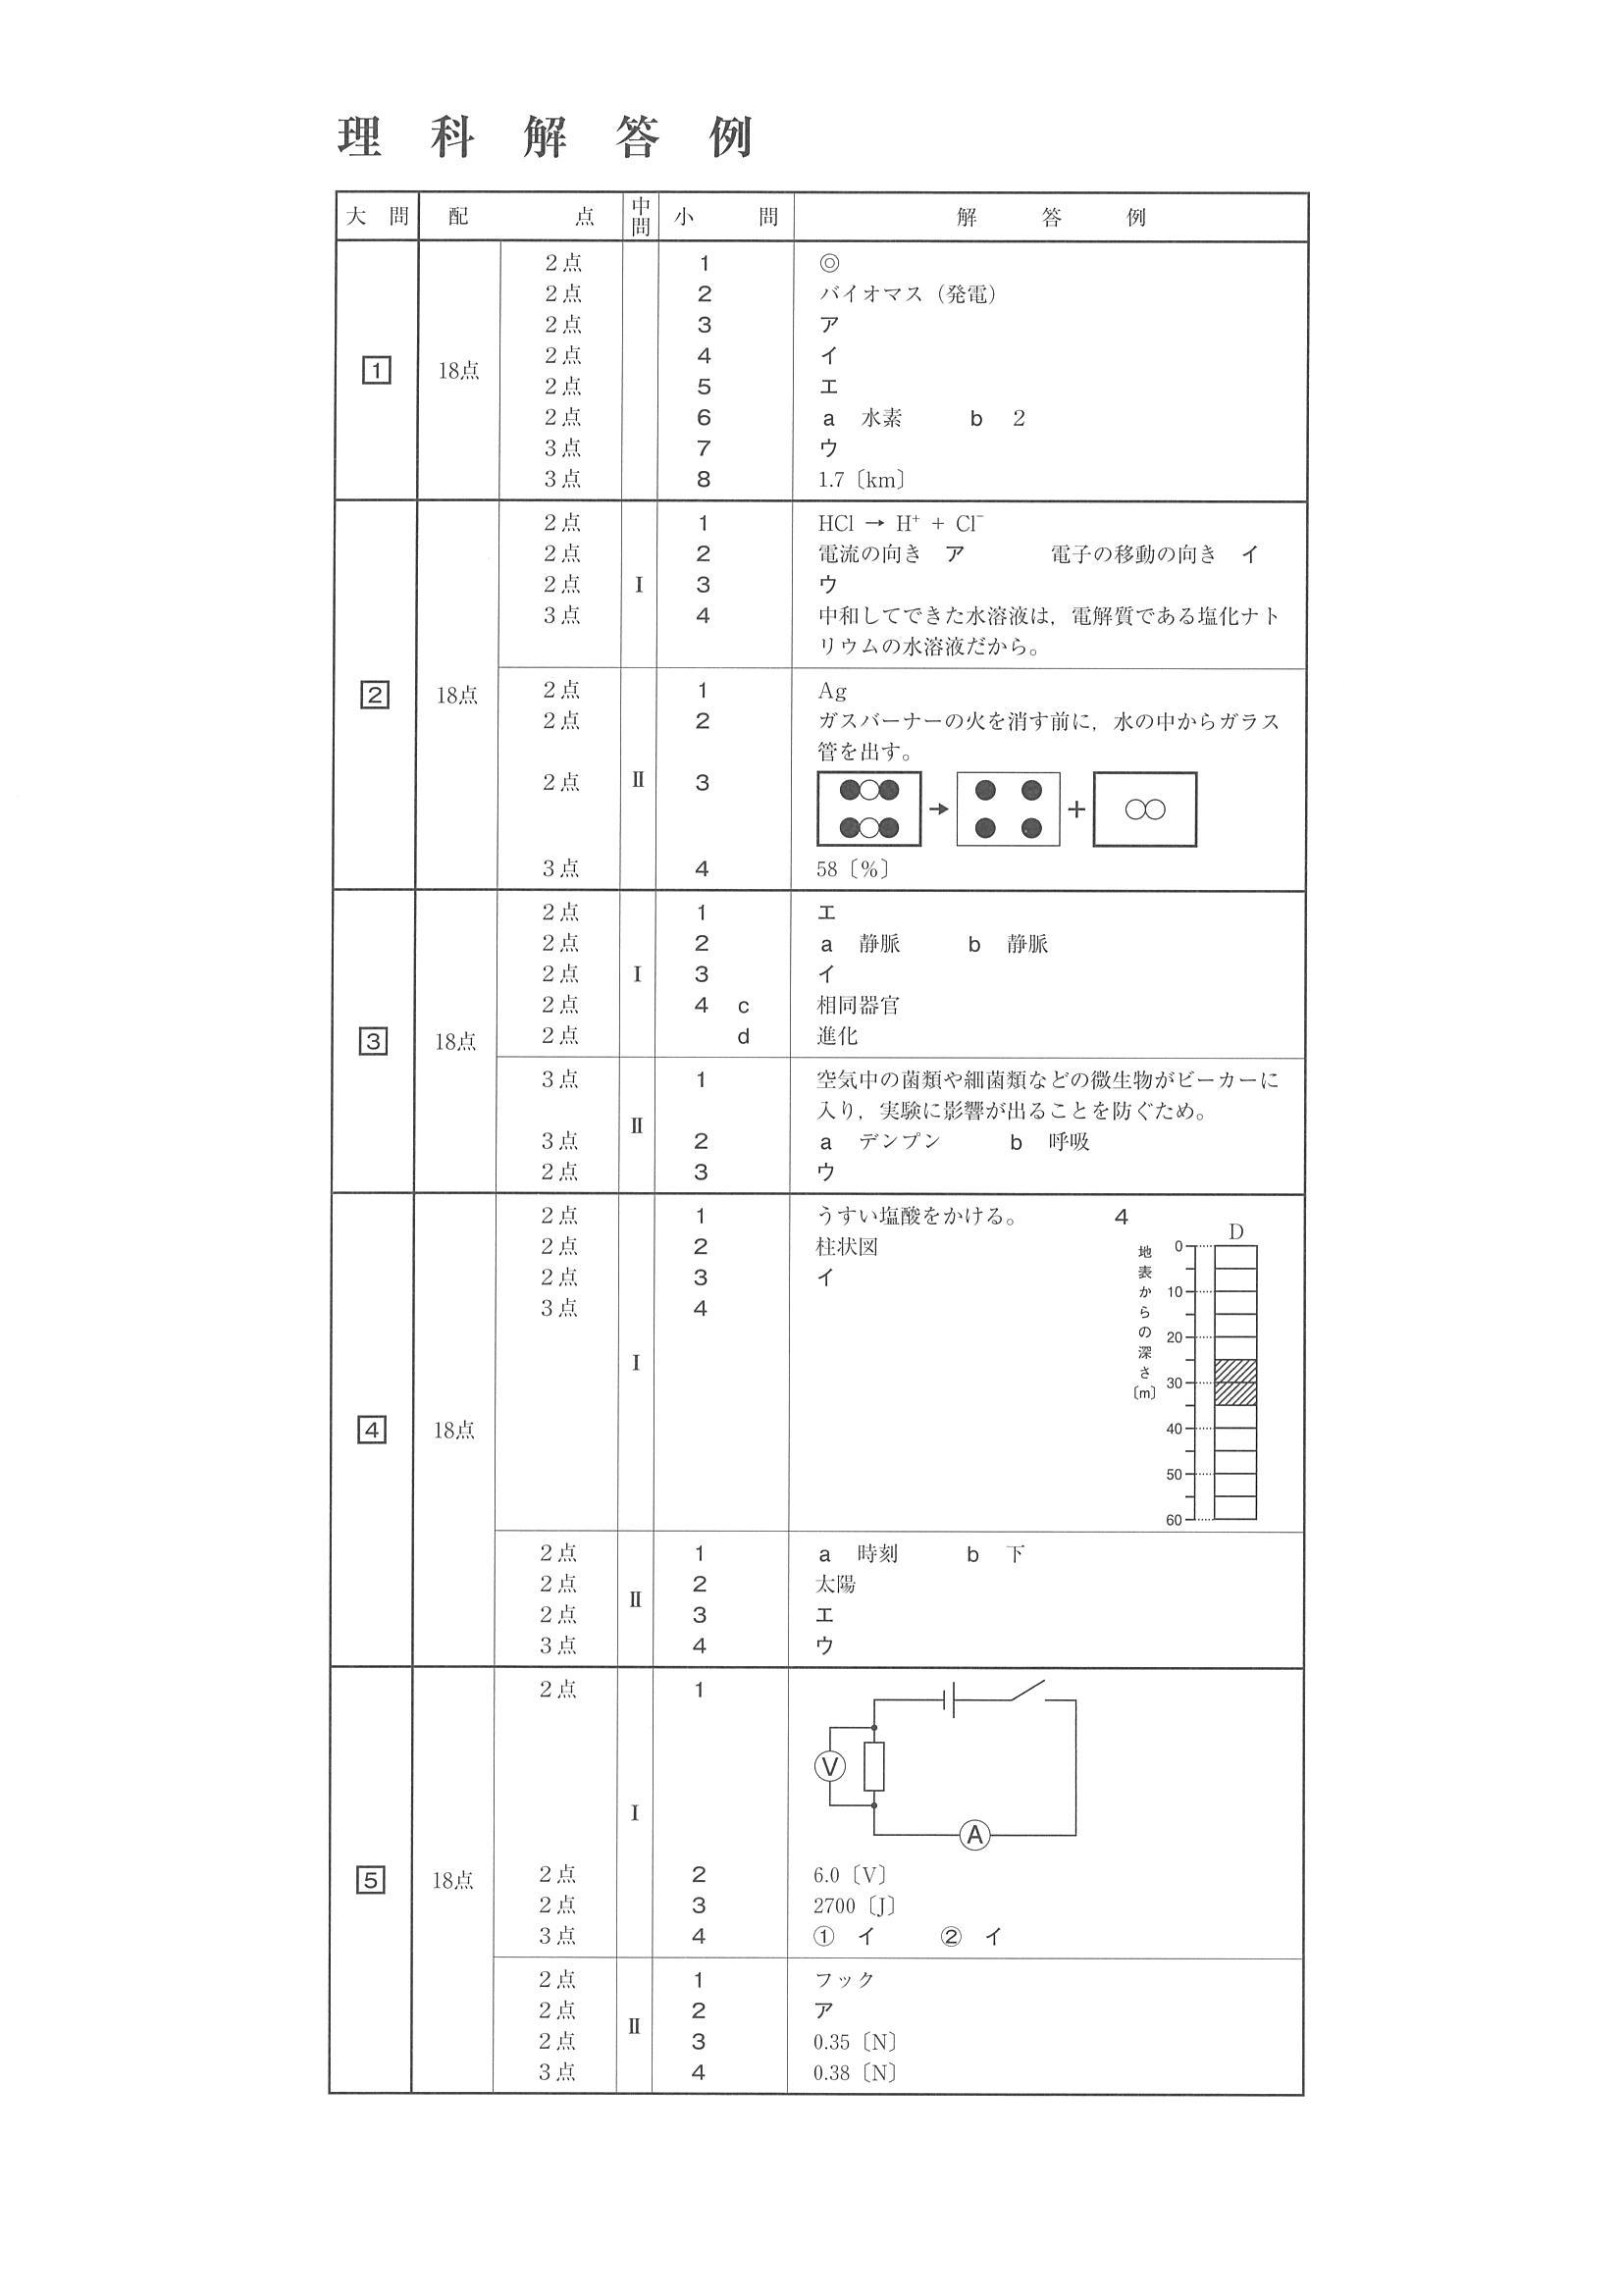 理科解答例
大問 配点 中問 小問 解答例
1 18点
2点 1 ◎
2点 2 バイオマス（発電）
2点 3 ア
2点 4 イ
2点 5 エ
2点 6 a 水素 b 2
3点 7 ウ
3点 8 1.7〔km〕
2 18点
Ⅰ
2点 1 HCl → H⁺ + Cl⁻
2点 2 電流の向き ア 電子の移動の向き イ
2点 3 ウ
3点 4 中和してできた水溶液は，電解質である塩化ナト
リウムの水溶液だから。
Ⅱ
2点 1 Ag
2点 2 ガスバーナーの火を消す前に，水の中からガラス
管を出す。
2点 3 → +
3点 4 58〔%〕
3 18点
Ⅰ
2点 1 エ
2点 2 a 静脈 b 静脈
2点 3 イ
2点 4 c 相同器官
2点 d 進化
Ⅱ
3点 1 空気中の菌類や細菌類などの微生物がビーカーに
入り，実験に影響が出ることを防ぐため。
3点 2 a デンプン b 呼吸
2点 3 ウ
4 18点
Ⅰ
2点 1 うすい塩酸をかける。
2点 2 柱状図
2点 3 イ
3点 4
4
D
地表からの深さ〔m〕
0
10
20
30
40
50
60
Ⅱ
2点 1 a 時刻 b 下
2点 2 太陽
2点 3 エ
3点 4 ウ
5 18点
Ⅰ
2点 1
V
A
2点 2 6.0〔V〕
2点 3 2700〔J〕
3点 4 ① イ ② イ
Ⅱ
2点 1 フック
2点 2 ア
2点 3 0.35〔N〕
3点 4 0.38〔N〕